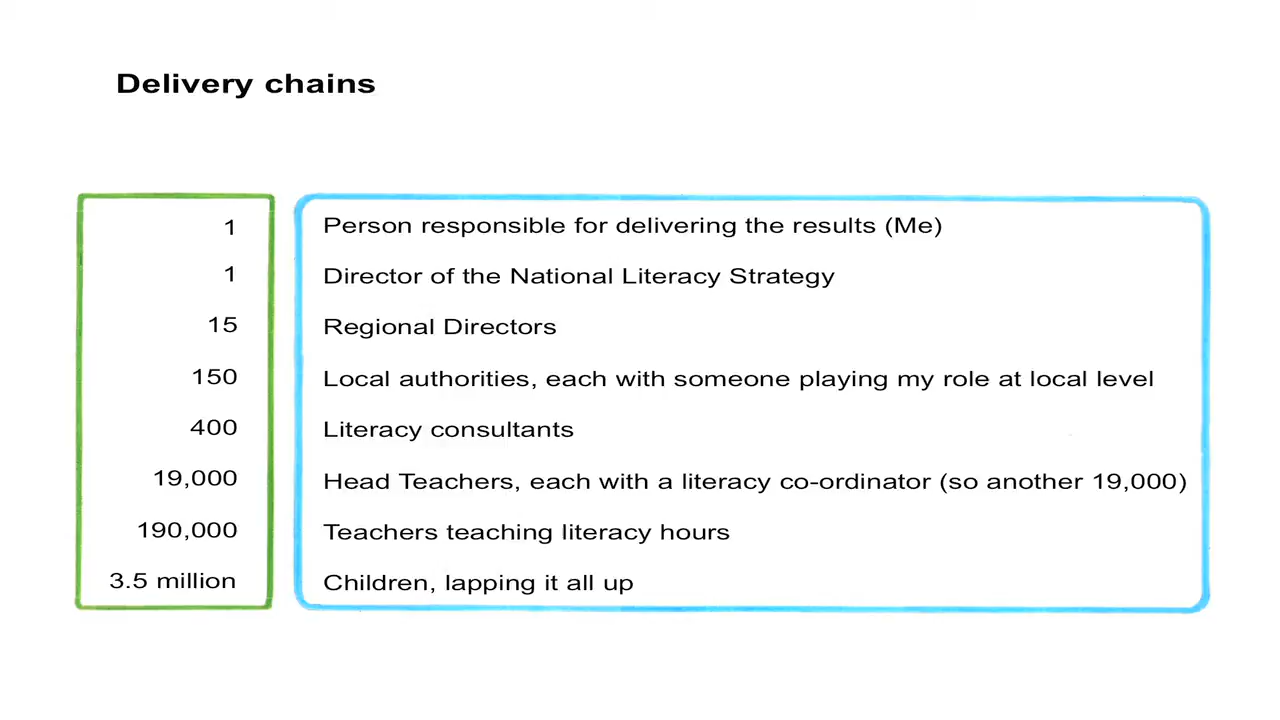 Delivery chains
1 Person responsible for delivering the results (Me)
1 Director of the National Literacy Strategy
15 Regional Directors
150 Local authorities, each with someone playing my role at local level
400 Literacy consultants
19,000 Head Teachers, each with a literacy co-ordinator (so another 19,000)
190,000 Teachers teaching literacy hours
3.5 million Children, lapping it all up